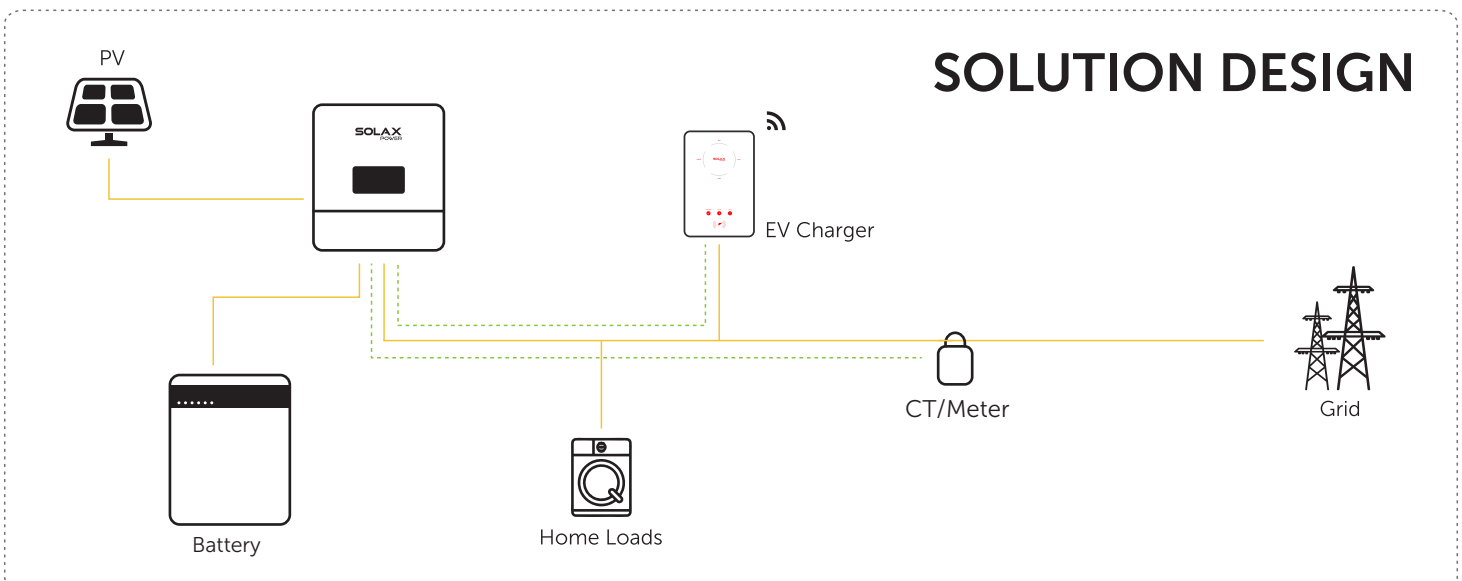 SOLUTION DESIGN
PV
SOLAX
POWER
EV Charger
CT/Meter
Grid
Home Loads
Battery